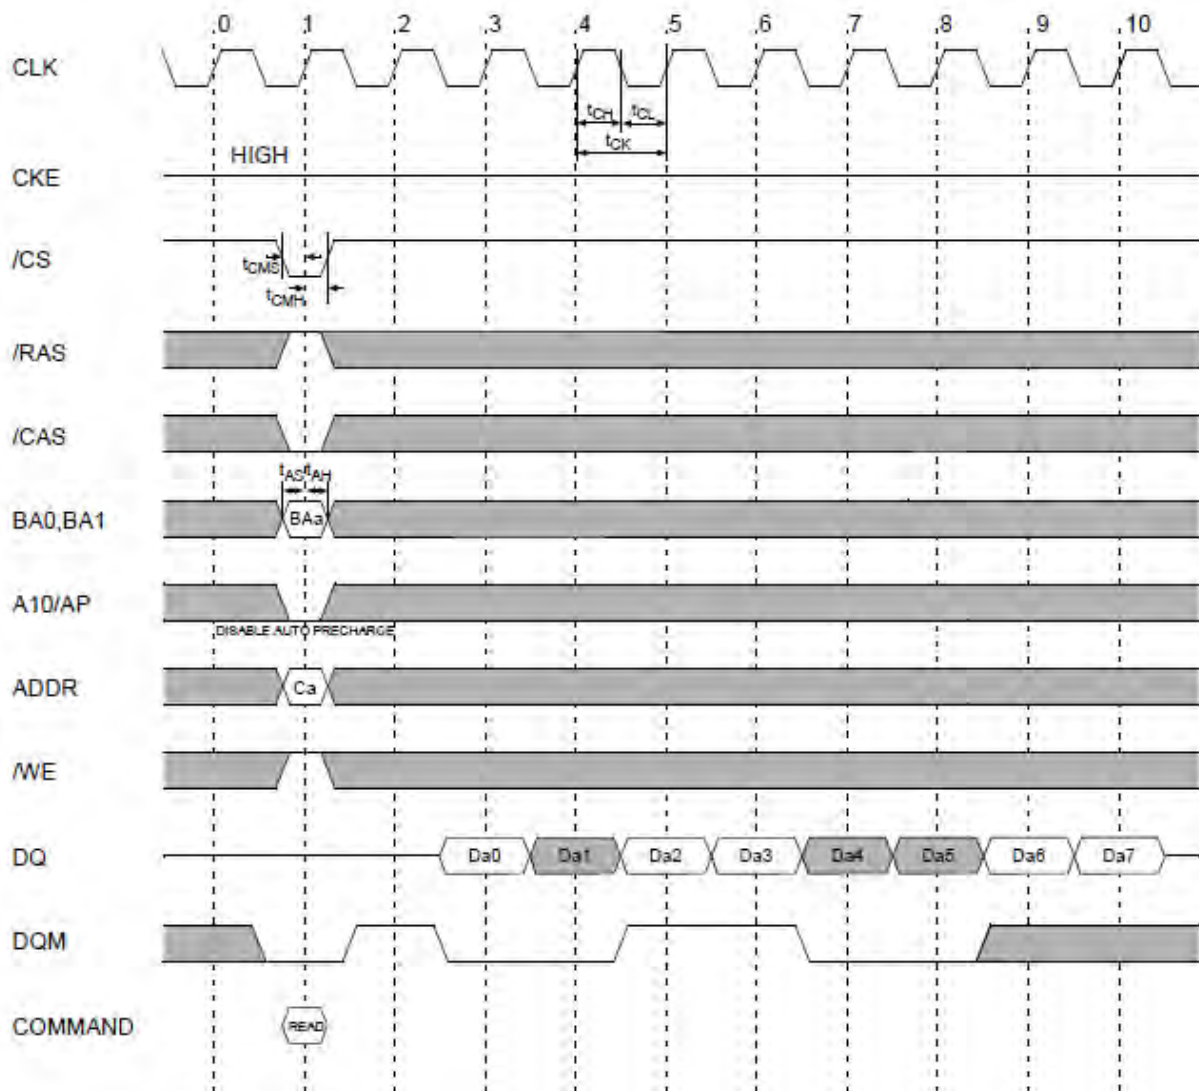 0 1 2 3 4 5 6 7 8 9 10
CLK
tCH tCL
tCK
HIGH
CKE
/CS
tCMS
tCMH
/RAS
/CAS
tAS tAH
BA0,BA1 BAa
A10/AP
DISABLE AUTO PRECHARGE
ADDR Ca
/WE
DQ Da0 Da1 Da2 Da3 Da4 Da5 Da6 Da7
DQM
COMMAND READ